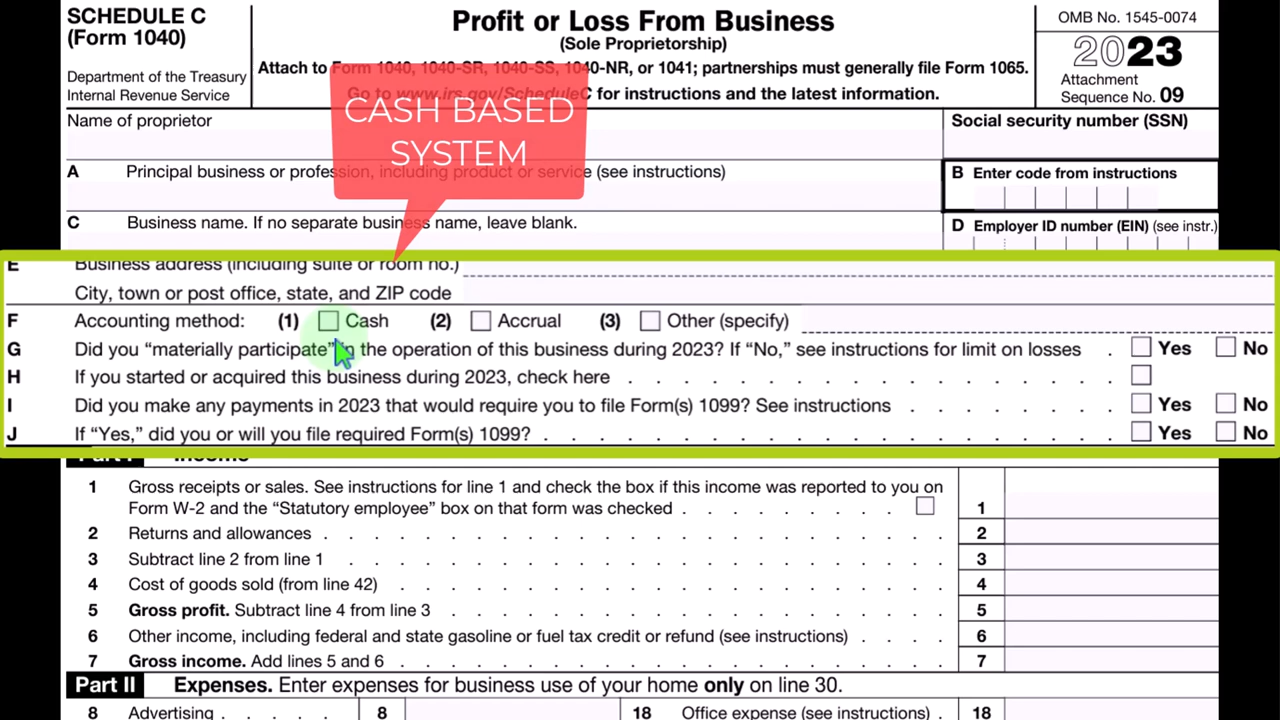 SCHEDULE C
(Form 1040)
Department of the Treasury
Internal Revenue Service
Profit or Loss From Business
(Sole Proprietorship)
Attach to Form 1040, 1040-SR, 1040-SS, 1040-NR, or 1041; partnerships must generally file Form 1065.
Go to www.irs.gov/ScheduleC for instructions and the latest information.
OMB No. 1545-0074
2023
Attachment
Sequence No. 09
CASH BASED
SYSTEM
Name of proprietor
Social security number (SSN)
A Principal business or profession, including product or service (see instructions)
B Enter code from instructions
C Business name. If no separate business name, leave blank.
D Employer ID number (EIN) (see instr.)
E Business address (including suite or room no.)
City, town or post office, state, and ZIP code
F Accounting method: (1) Cash (2) Accrual (3) Other (specify)
G Did you “materially participate” in the operation of this business during 2023? If “No,” see instructions for limit on losses . Yes No
H If you started or acquired this business during 2023, check here . . . . . . . . . . . . . . . .
I Did you make any payments in 2023 that would require you to file Form(s) 1099? See instructions . . . . . . Yes No
J If “Yes,” did you or will you file required Form(s) 1099? . . . . . . . . . . . . . . . . . . Yes No
Part I Income
1 Gross receipts or sales. See instructions for line 1 and check the box if this income was reported to you on
Form W-2 and the “Statutory employee” box on that form was checked . . . . . . . . . 1
2 Returns and allowances . . . . . . . . . . . . . . . . . . . . . . 2
3 Subtract line 2 from line 1 . . . . . . . . . . . . . . . . . . . . . 3
4 Cost of goods sold (from line 42) . . . . . . . . . . . . . . . . . . . 4
5 Gross profit. Subtract line 4 from line 3 . . . . . . . . . . . . . . . . . 5
6 Other income, including federal and state gasoline or fuel tax credit or refund (see instructions) . . . . 6
7 Gross income. Add lines 5 and 6 . . . . . . . . . . . . . . . . . . . 7
Part II Expenses. Enter expenses for business use of your home only on line 30.
8 Advertising . . . . . 8
18 Office expense (see instructions) . 18